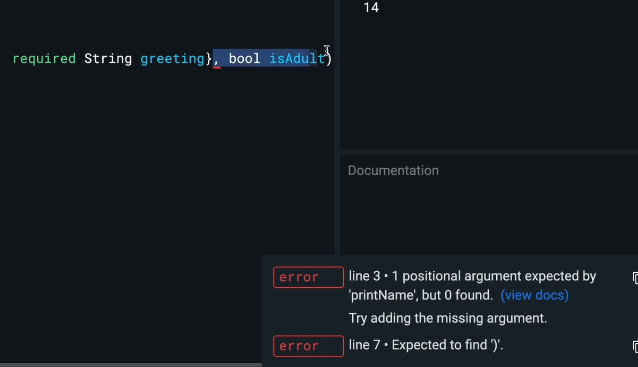 14
required String greeting}, bool isAdult)
Documentation
error line 3 • 1 positional argument expected by
'printName', but 0 found. (view docs)
Try adding the missing argument.
error line 7 • Expected to find ')'.